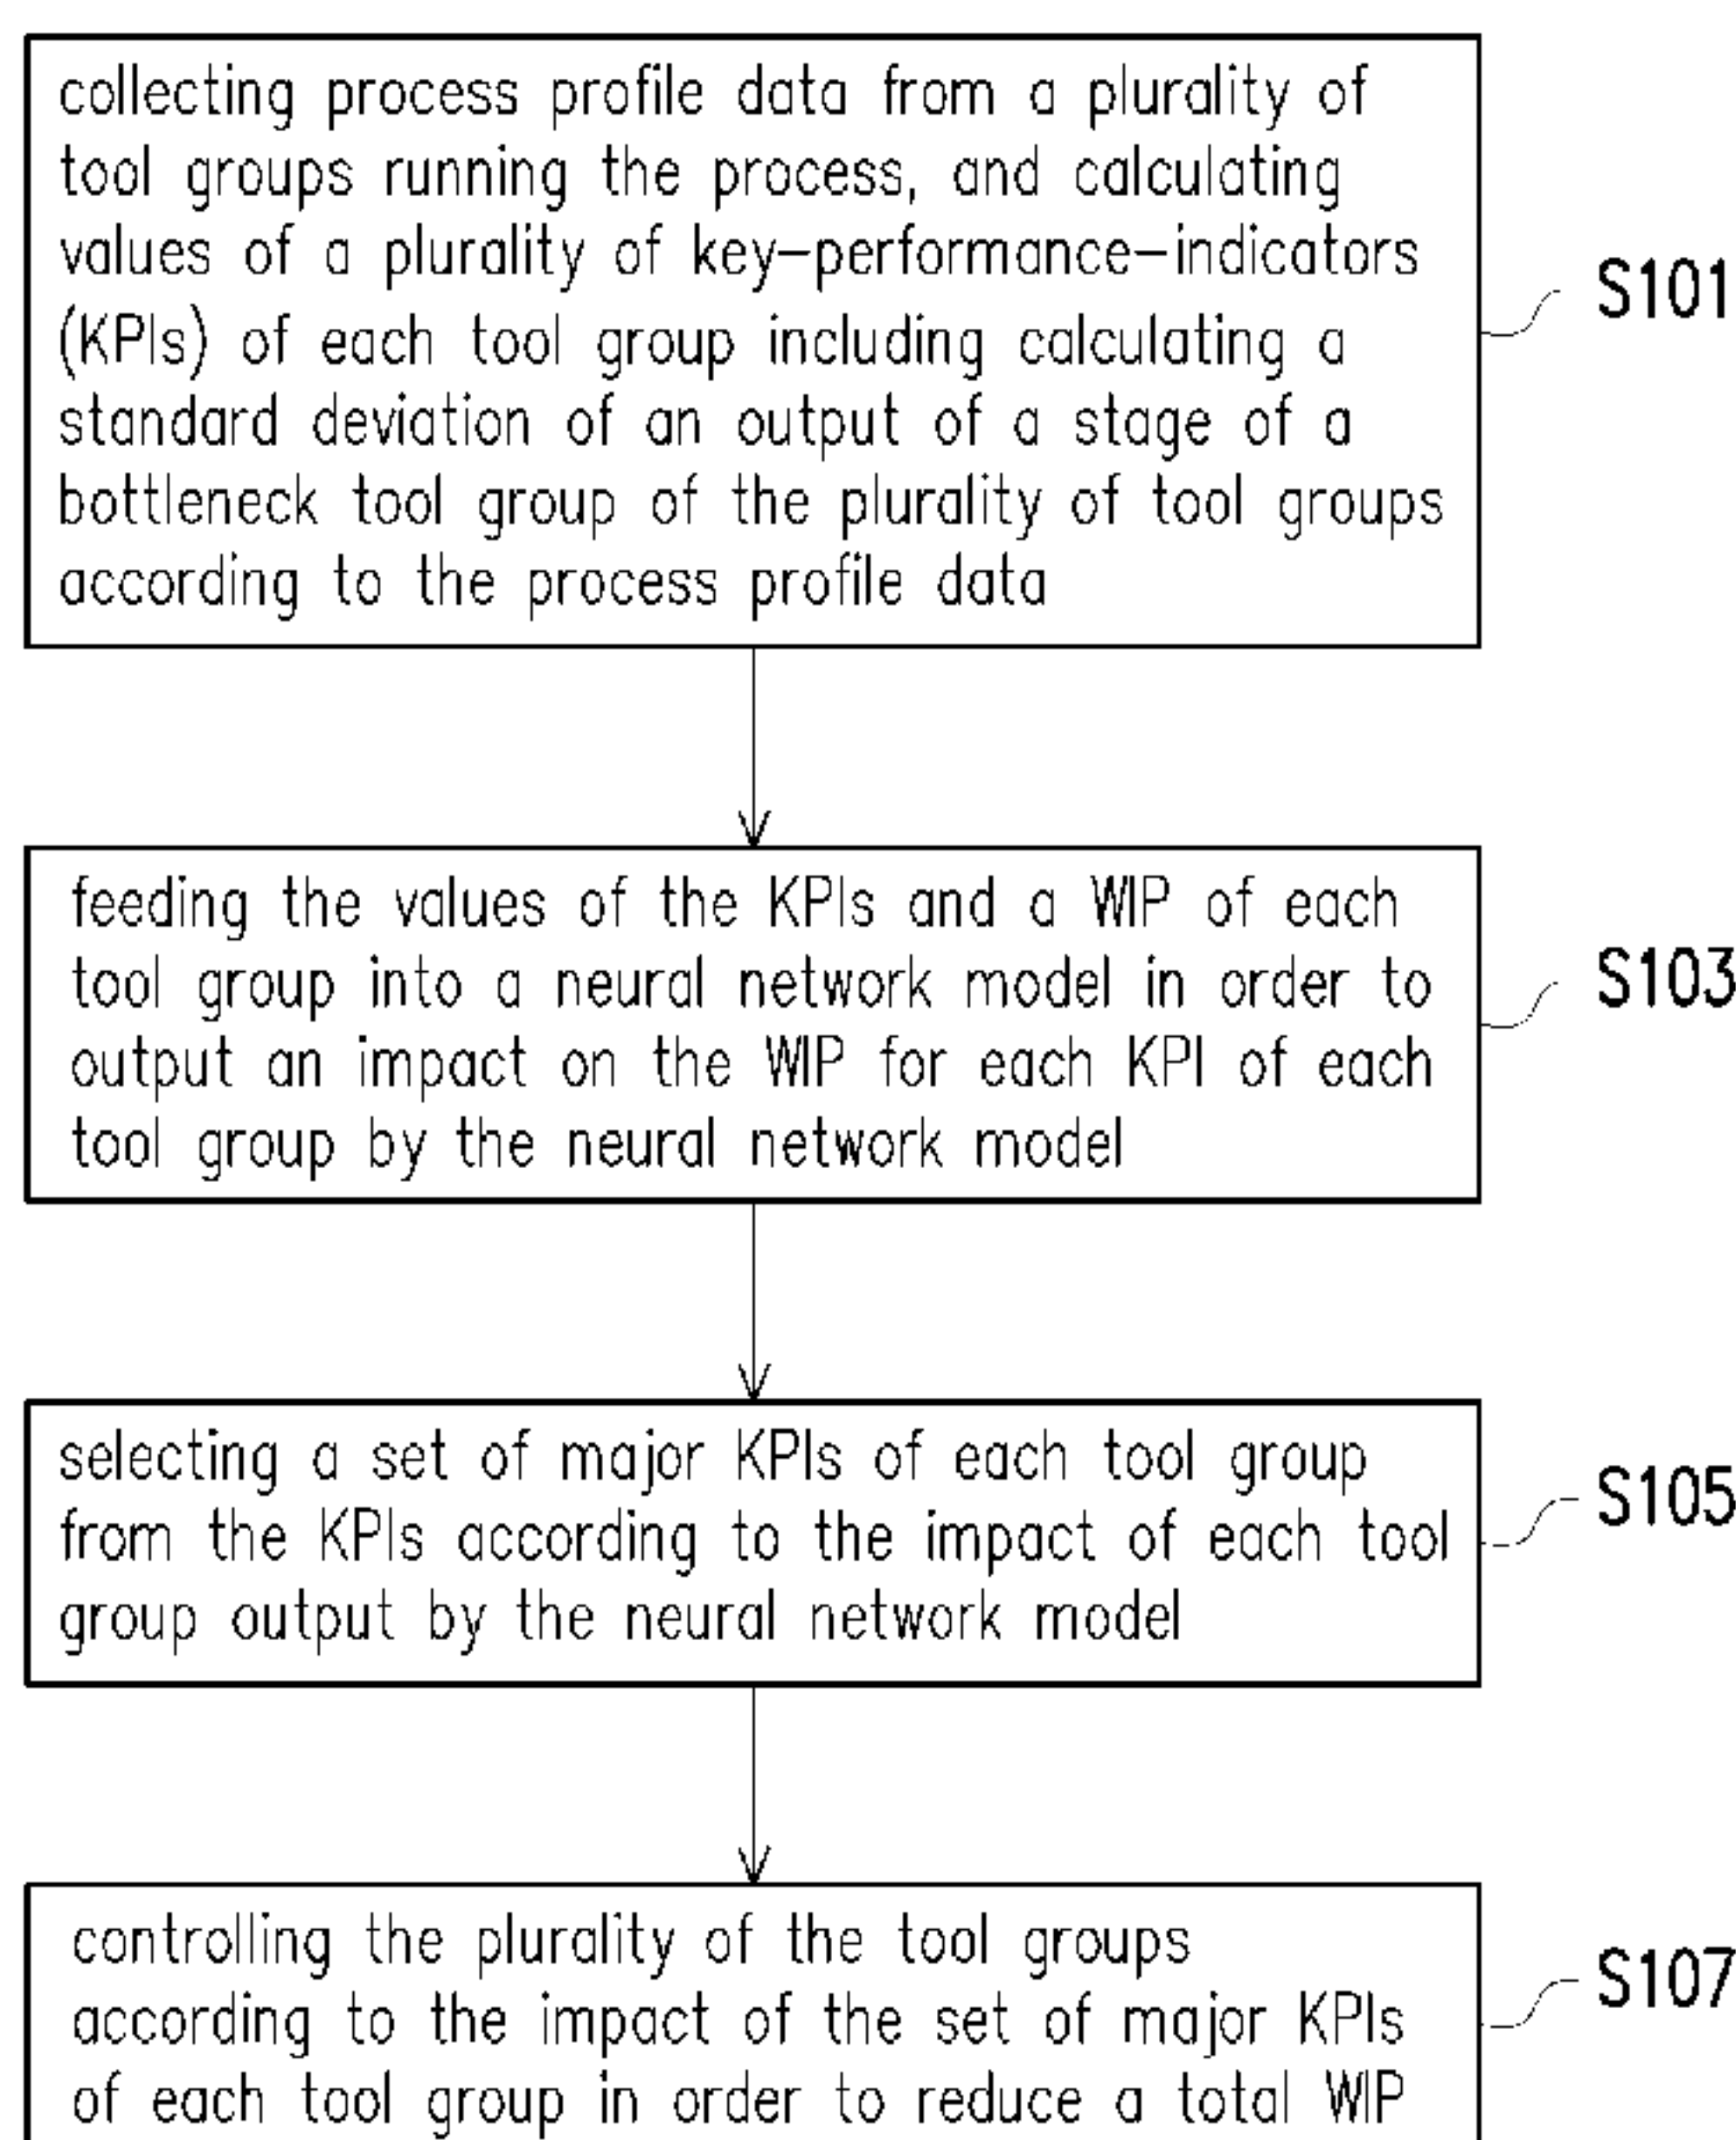 collecting process profile data from a plurality of
tool groups running the process, and calculating
values of a plurality of key-performance-indicators
(KPIs) of each tool group including calculating a
standard deviation of an output of a stage of a
bottleneck tool group of the plurality of tool groups
according to the process profile data
S101
feeding the values of the KPIs and a WIP of each
tool group into a neural network model in order to
output an impact on the WIP for each KPI of each
tool group by the neural network model
S103
selecting a set of major KPIs of each tool group
from the KPIs according to the impact of each tool
group output by the neural network model
S105
controlling the plurality of the tool groups
according to the impact of the set of major KPIs
of each tool group in order to reduce a total WIP
S107